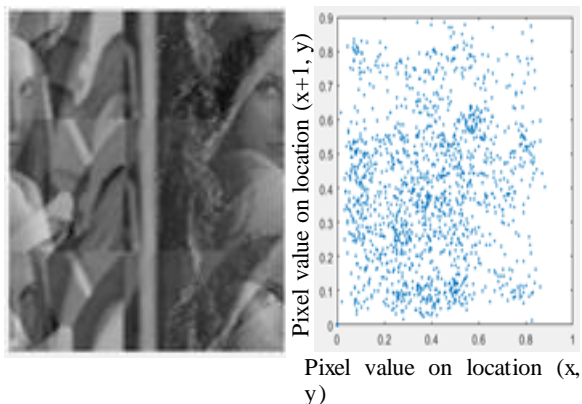 Pixel value on location (x+1, y)
0.9
0.8
0.7
0.6
0.5
0.4
0.3
0.2
0.1
0
0 0.2 0.4 0.6 0.8 1
Pixel value on location (x,
y)